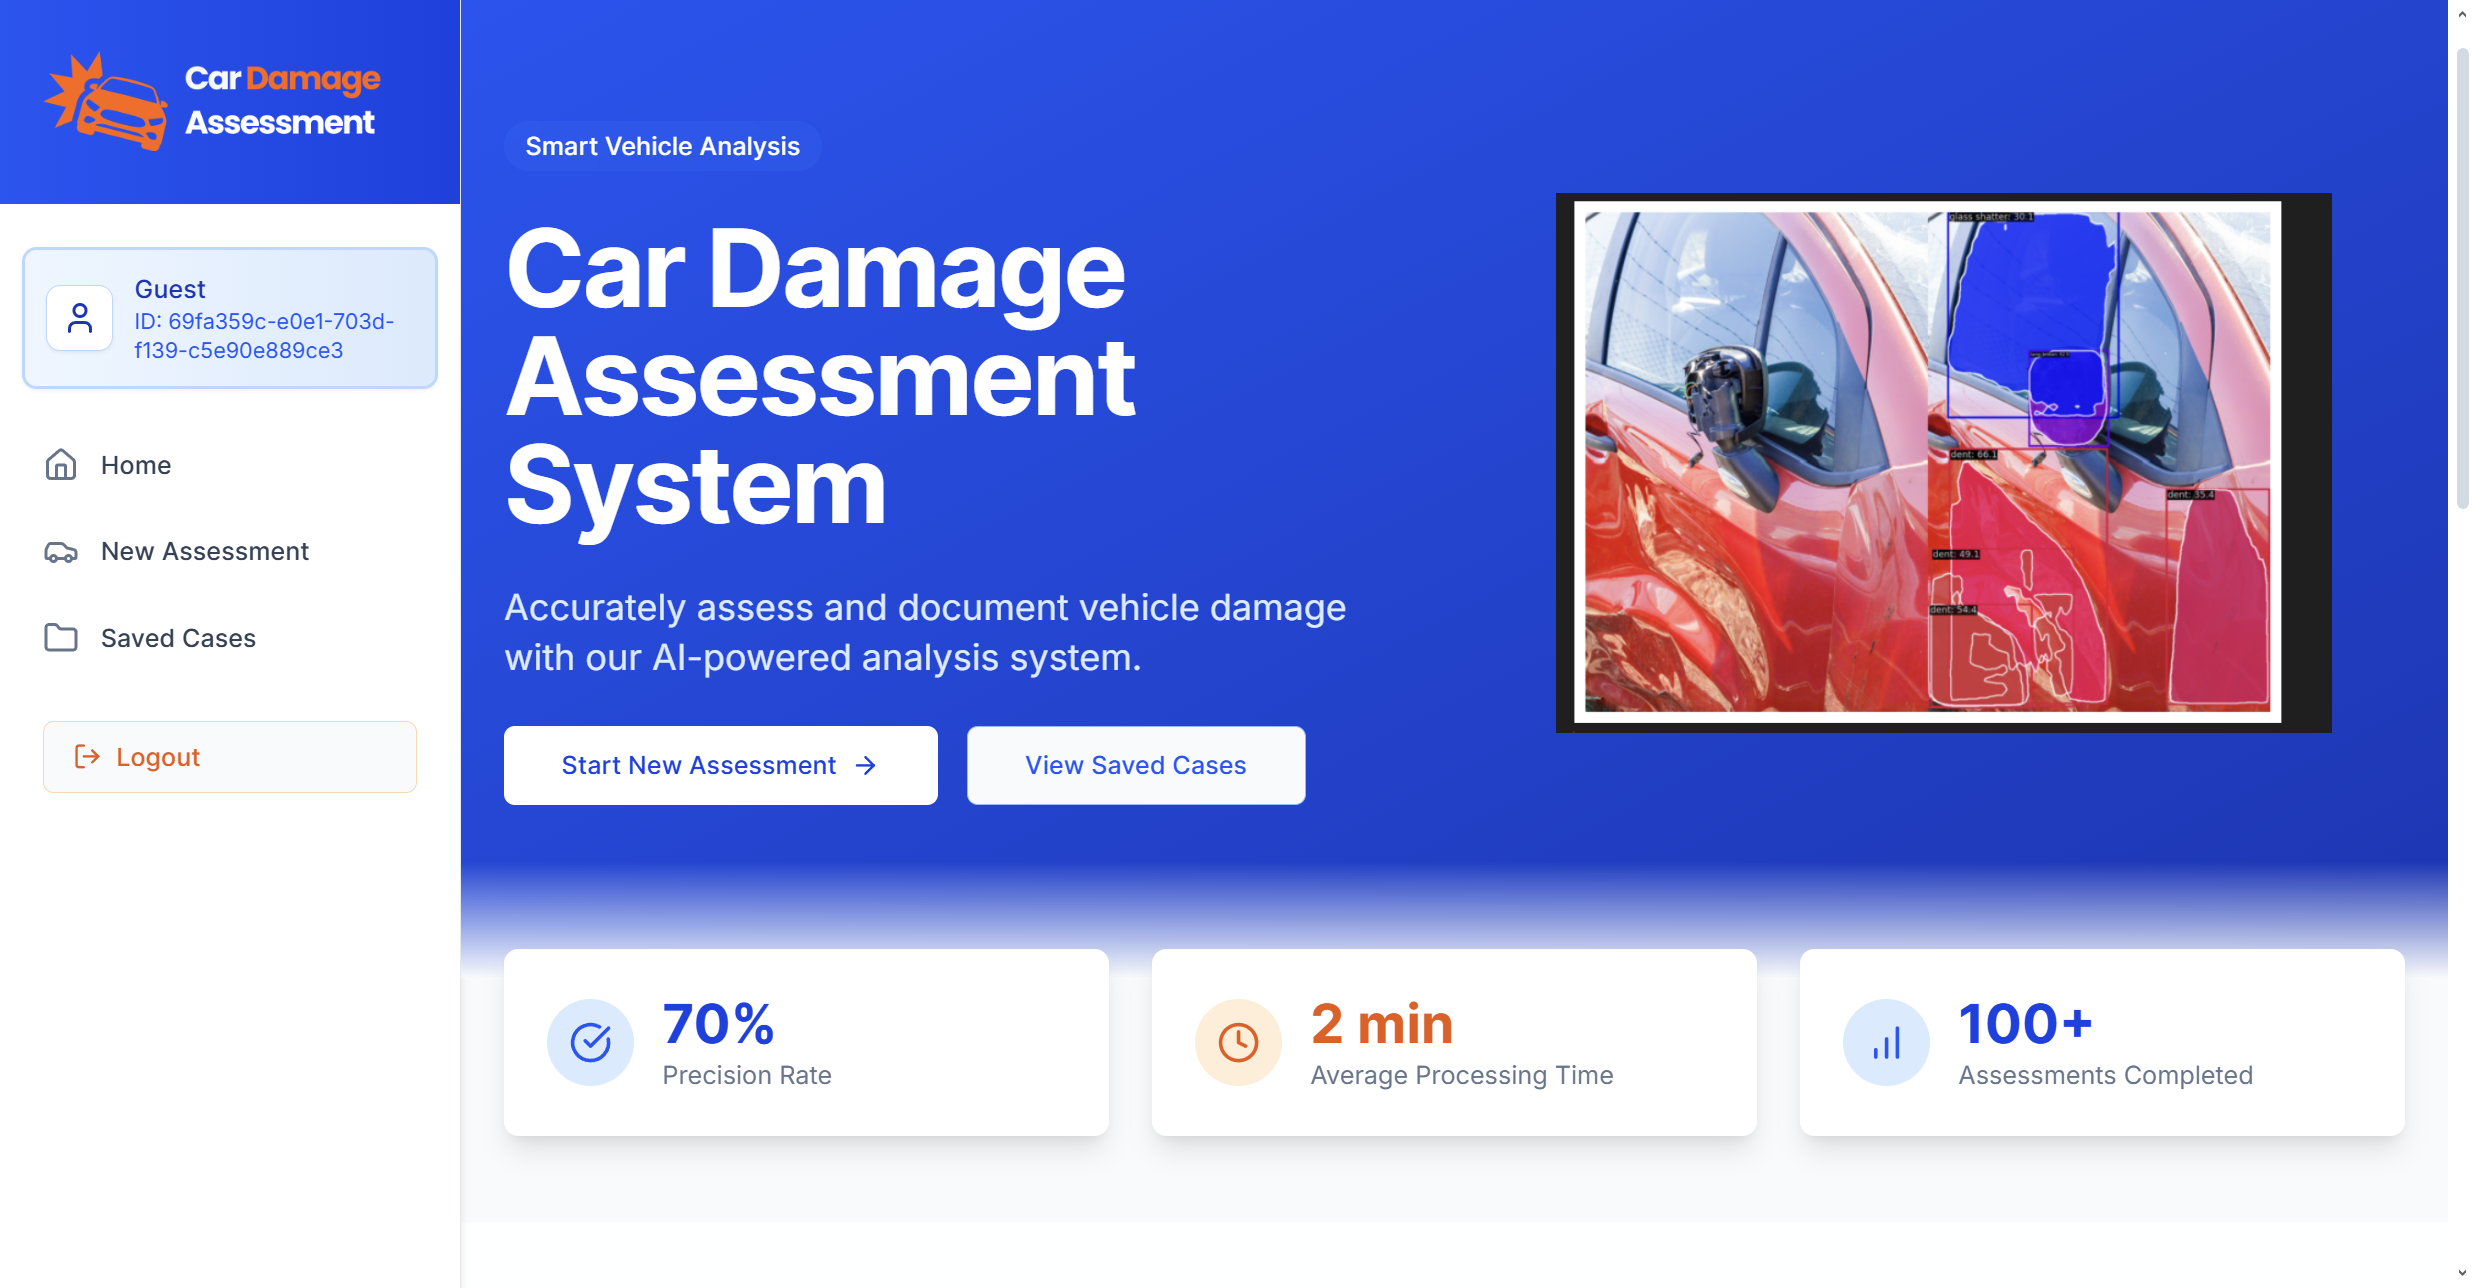 Car Damage
Assessment
Guest
ID: 69fa359c-e0e1-703d-
f139-c5e90e889ce3
Home
New Assessment
Saved Cases
Logout
Smart Vehicle Analysis
Car Damage
Assessment
System
Accurately assess and document vehicle damage
with our AI-powered analysis system.
Start New Assessment
View Saved Cases
glass shatter: 30.1
dent: 66.1
dent: 35.4
dent: 49.1
dent: 54.4
70%
Precision Rate
2 min
Average Processing Time
100+
Assessments Completed